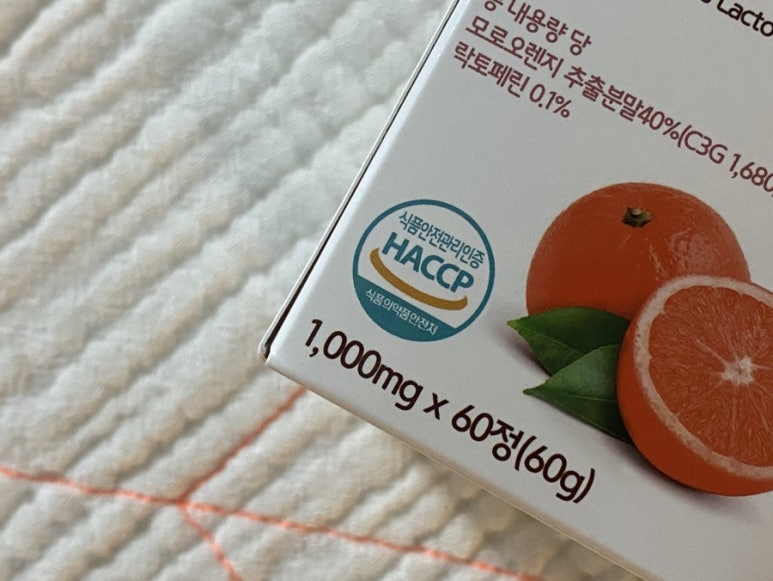 Lacto
총 내용량 당
모로오렌지 추출분말40%(C3G 1,680
락토페린 0.1%
식품안전관리인증
HACCP
식품의약품안전처
1,000mg x 60정(60g)